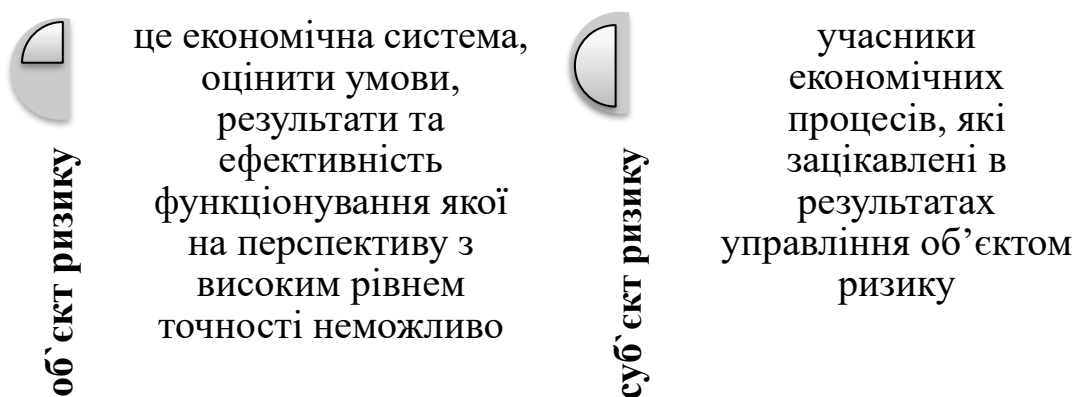 об`єкт ризику
це економічна система,
оцінити умови,
результати та
ефективність
функціонування якої
на перспективу з
високим рівнем
точності неможливо
суб`єкт ризику
учасники
економічних
процесів, які
зацікавлені в
результатах
управління об’єктом
ризику